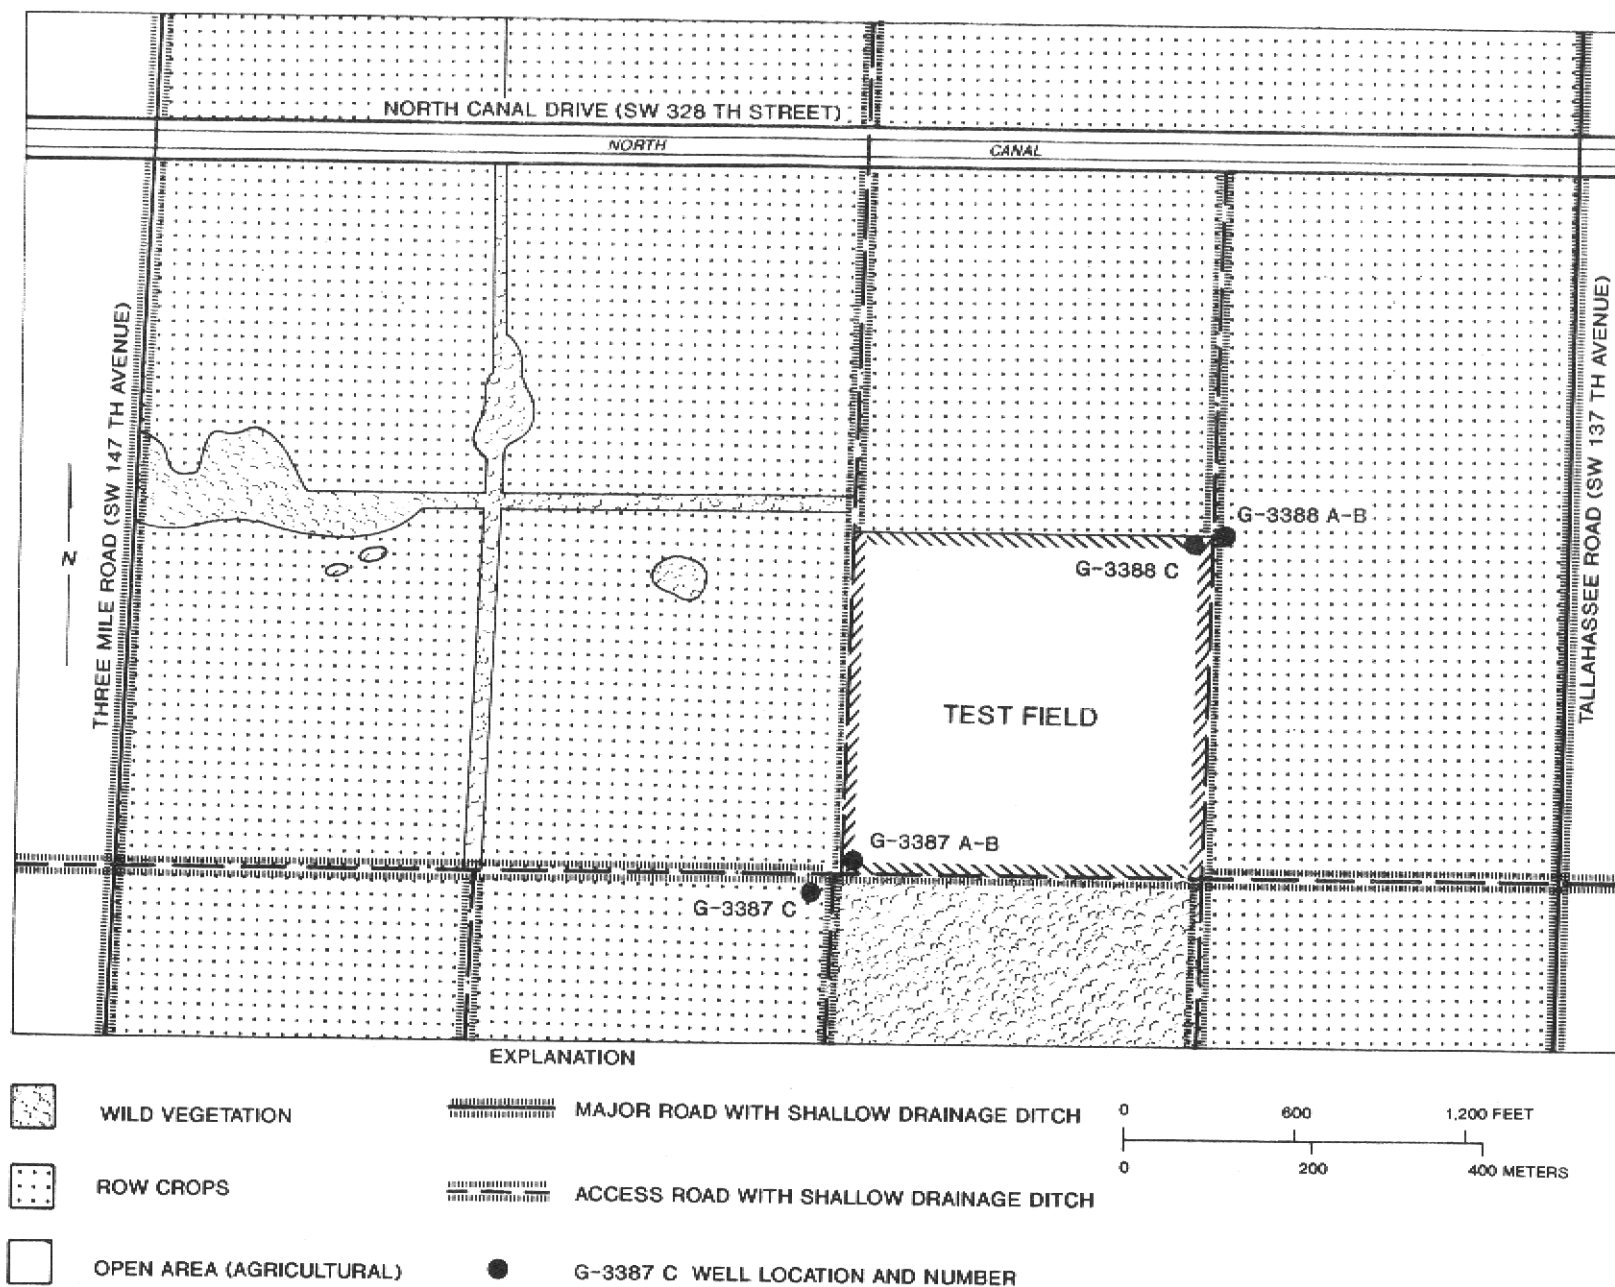 NORTH CANAL DRIVE (SW 328 TH STREET)
NORTH CANAL
THREE MILE ROAD (SW 147 TH AVENUE)
TALLAHASSEE ROAD (SW 137 TH AVENUE)
N
G-3388 A-B
G-3388 C
TEST FIELD
G-3387 A-B
G-3387 C
EXPLANATION
WILD VEGETATION
ROW CROPS
OPEN AREA (AGRICULTURAL)
MAJOR ROAD WITH SHALLOW DRAINAGE DITCH
ACCESS ROAD WITH SHALLOW DRAINAGE DITCH
G-3387 C WELL LOCATION AND NUMBER
0 600 1,200 FEET
0 200 400 METERS